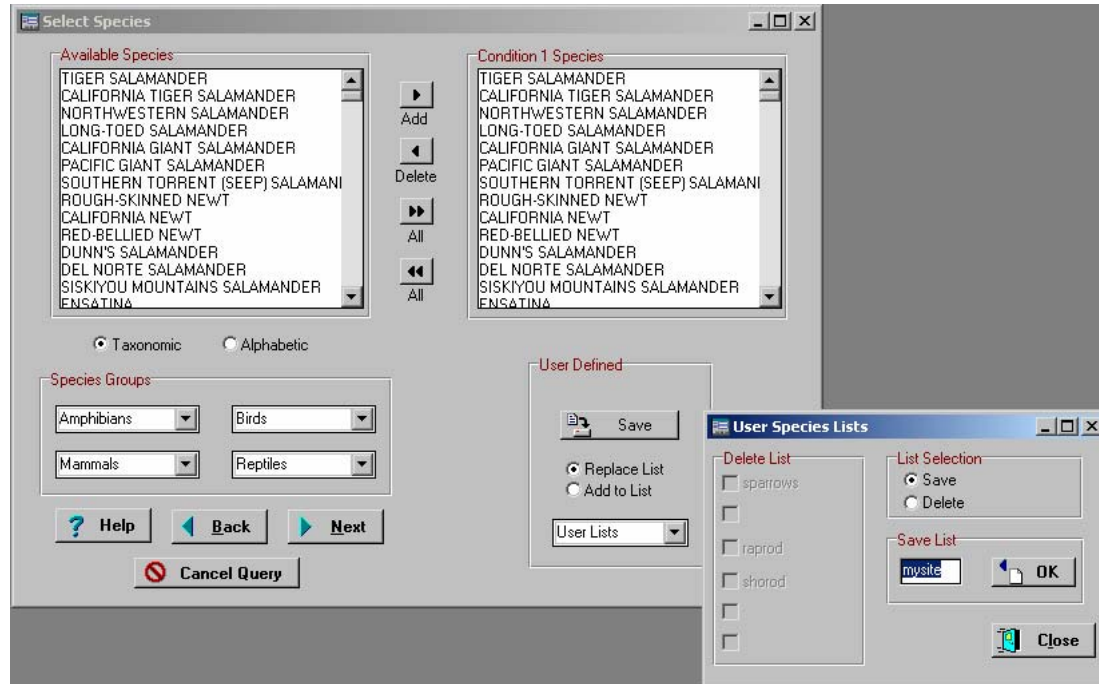 Select Species
Available Species
TIGER SALAMANDER
CALIFORNIA TIGER SALAMANDER
NORTHWESTERN SALAMANDER
LONG-TOED SALAMANDER
CALIFORNIA GIANT SALAMANDER
PACIFIC GIANT SALAMANDER
SOUTHERN TORRENT (SEEP) SALAMANI
ROUGH-SKINNED NEWT
CALIFORNIA NEWT
RED-BELLIED NEWT
DUNN'S SALAMANDER
DEL NORTE SALAMANDER
SISKIYOU MOUNTAINS SALAMANDER
ENSATINA
Add
Delete
All
All
Condition 1 Species
TIGER SALAMANDER
CALIFORNIA TIGER SALAMANDER
NORTHWESTERN SALAMANDER
LONG-TOED SALAMANDER
CALIFORNIA GIANT SALAMANDER
PACIFIC GIANT SALAMANDER
SOUTHERN TORRENT (SEEP) SALAMANI
ROUGH-SKINNED NEWT
CALIFORNIA NEWT
RED-BELLIED NEWT
DUNN'S SALAMANDER
DEL NORTE SALAMANDER
SISKIYOU MOUNTAINS SALAMANDER
ENSATINA
Taxonomic Alphabetic
Species Groups
Amphibians Birds
Mammals Reptiles
Help Back Next
Cancel Query
User Defined
Save
Replace List
Add to List
User Lists
User Species Lists
Delete List
sparrows
raprod
shorod
List Selection
Save
Delete
Save List
mysite OK
Close